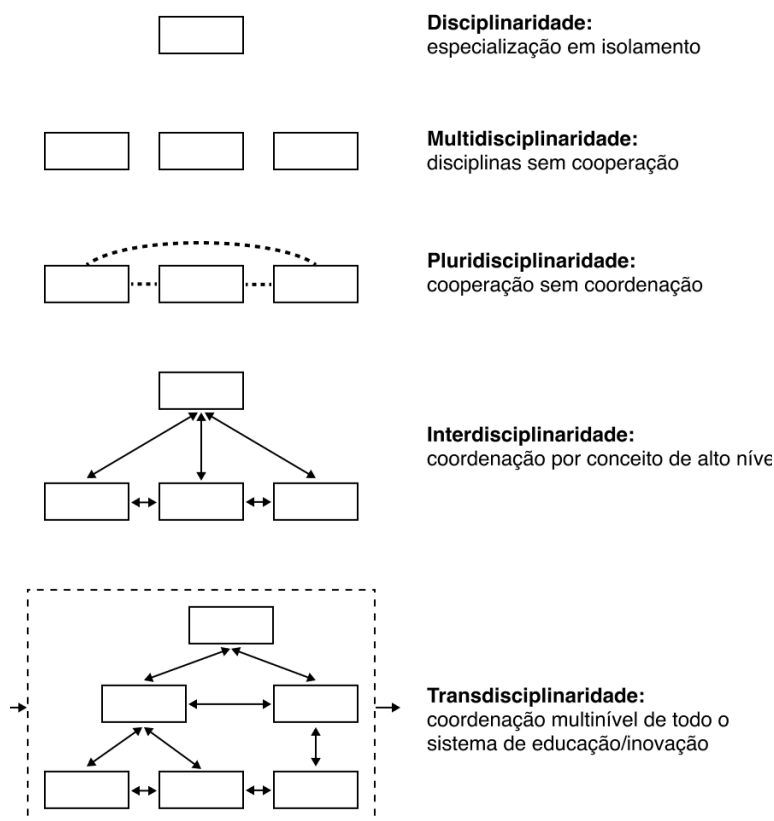 Disciplinaridade:
especialização em isolamento
Multidisciplinaridade:
disciplinas sem cooperação
Pluridisciplinaridade:
cooperação sem coordenação
Interdisciplinaridade:
coordenação por conceito de alto níve
Transdisciplinaridade:
coordenação multinível de todo o
sistema de educação/inovação